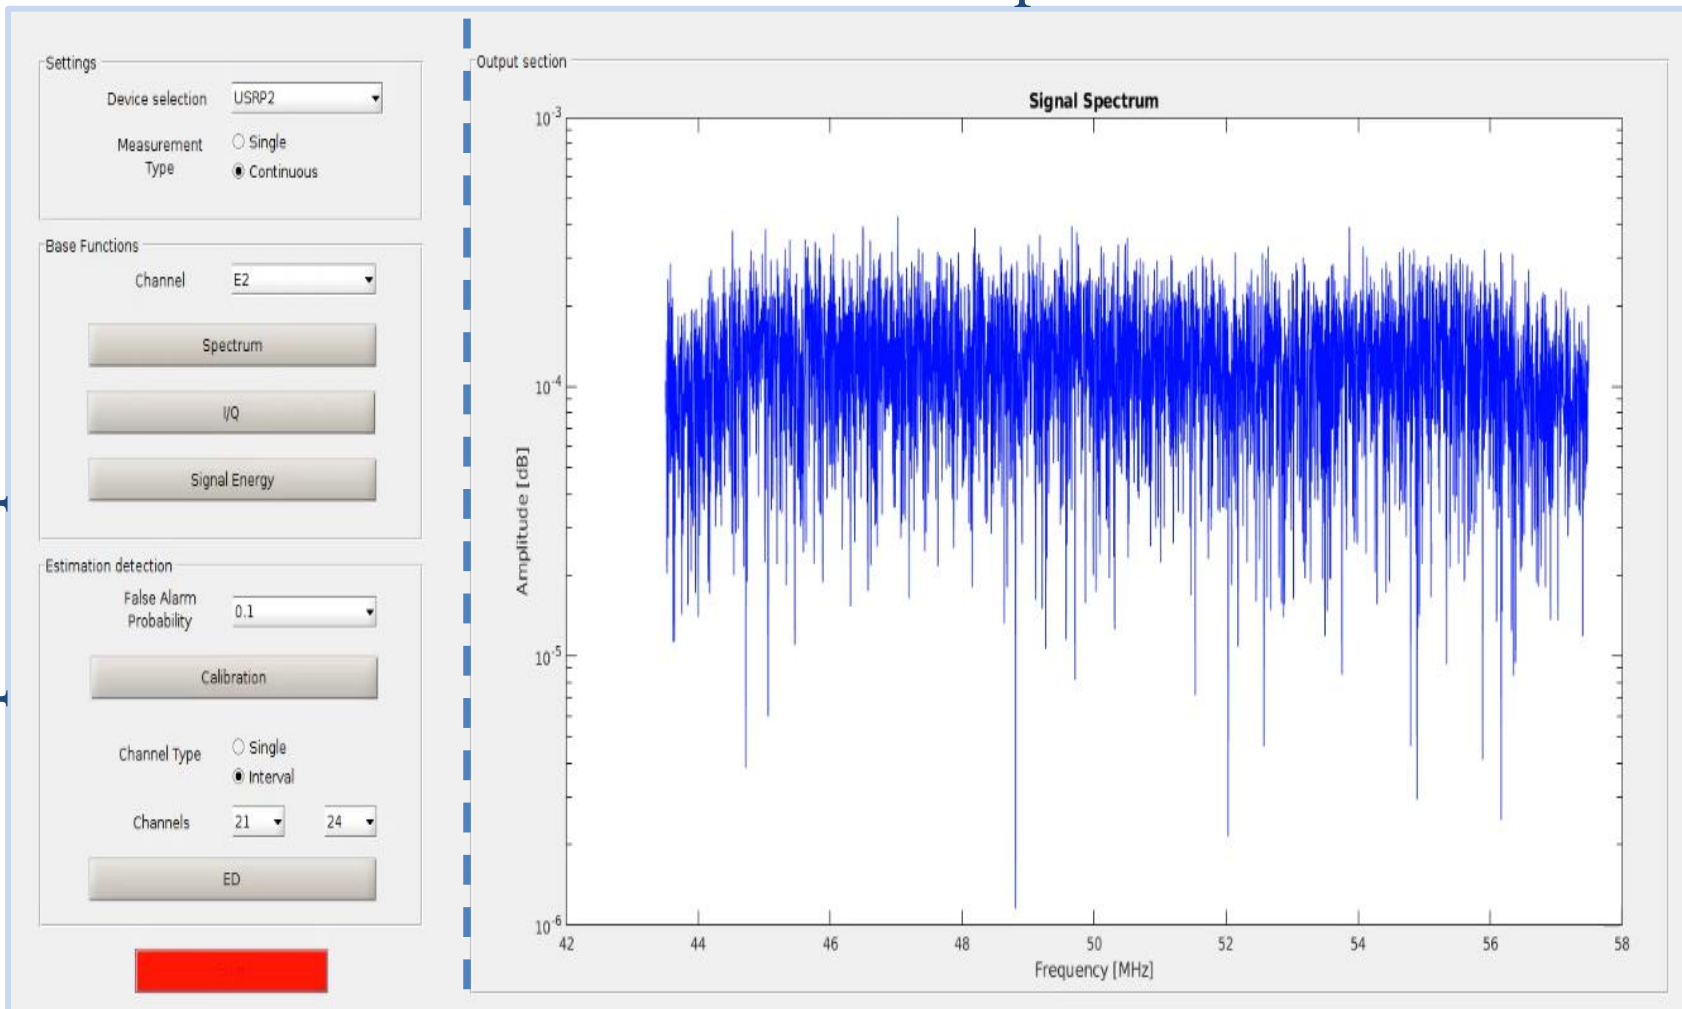 Settings
Device selection
USRP2
Measurement
Type
Single
Continuous
Base Functions
Channel
E2
Spectrum
I/Q
Signal Energy
Estimation detection
False Alarm
Probability
0.1
Calibration
Channel Type
Single
Interval
Channels
21
24
ED
Output section
Signal Spectrum
10^-3
10^-4
10^-5
10^-6
Amplitude [dB]
42 44 46 48 50 52 54 56 58
Frequency [MHz]